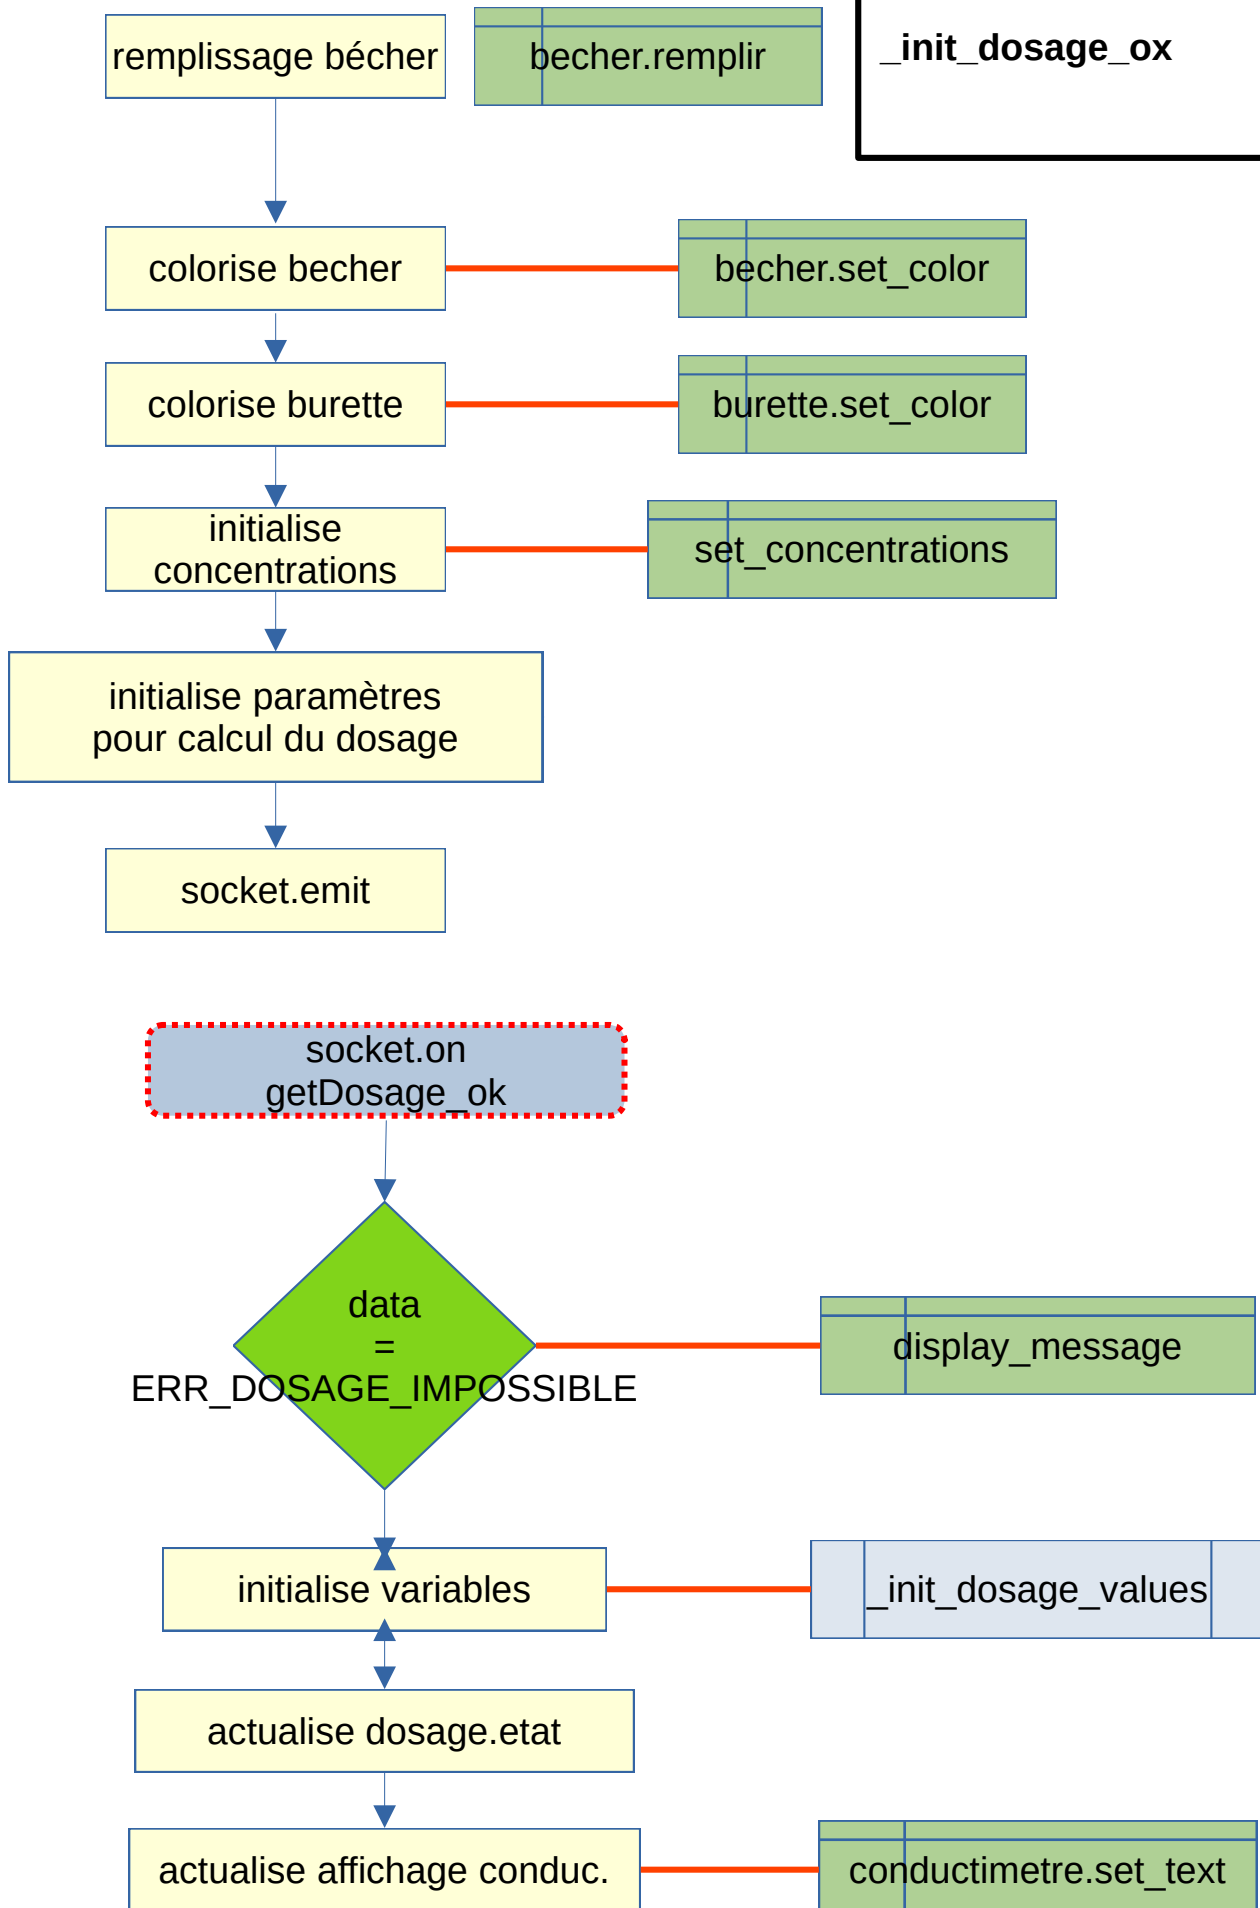 remplissage bécher
becher.remplir
_init_dosage_ox
colorise becher
becher.set_color
colorise burette
burette.set_color
initialise
concentrations
set_concentrations
initialise paramètres
pour calcul du dosage
socket.emit
socket.on
getDosage_ok
data
=
ERR_DOSAGE_IMPOSSIBLE
display_message
initialise variables
_init_dosage_values
actualise dosage.etat
actualise affichage conduc.
conductimetre.set_text